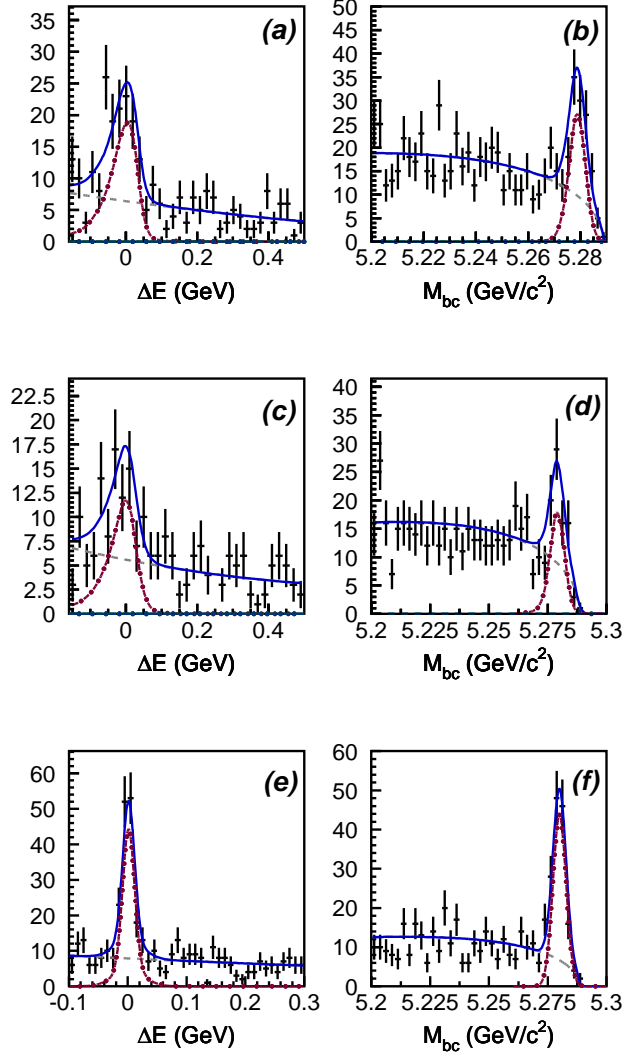 (a) (b)
35 30 25 20 15 10 5 0
0 0.2 0.4
ΔE (GeV)
50 45 40 35 30 25 20 15 10 5 0
5.2 5.22 5.24 5.26 5.28
M_bc (GeV/c²)
(c) (d)
22.5 20 17.5 15 12.5 10 7.5 5 2.5 0
0 0.2 0.4
ΔE (GeV)
40 35 30 25 20 15 10 5 0
5.2 5.225 5.25 5.275 5.3
M_bc (GeV/c²)
(e) (f)
60 50 40 30 20 10 0
-0.1 0 0.1 0.2 0.3
ΔE (GeV)
60 50 40 30 20 10 0
5.2 5.225 5.25 5.275 5.3
M_bc (GeV/c²)